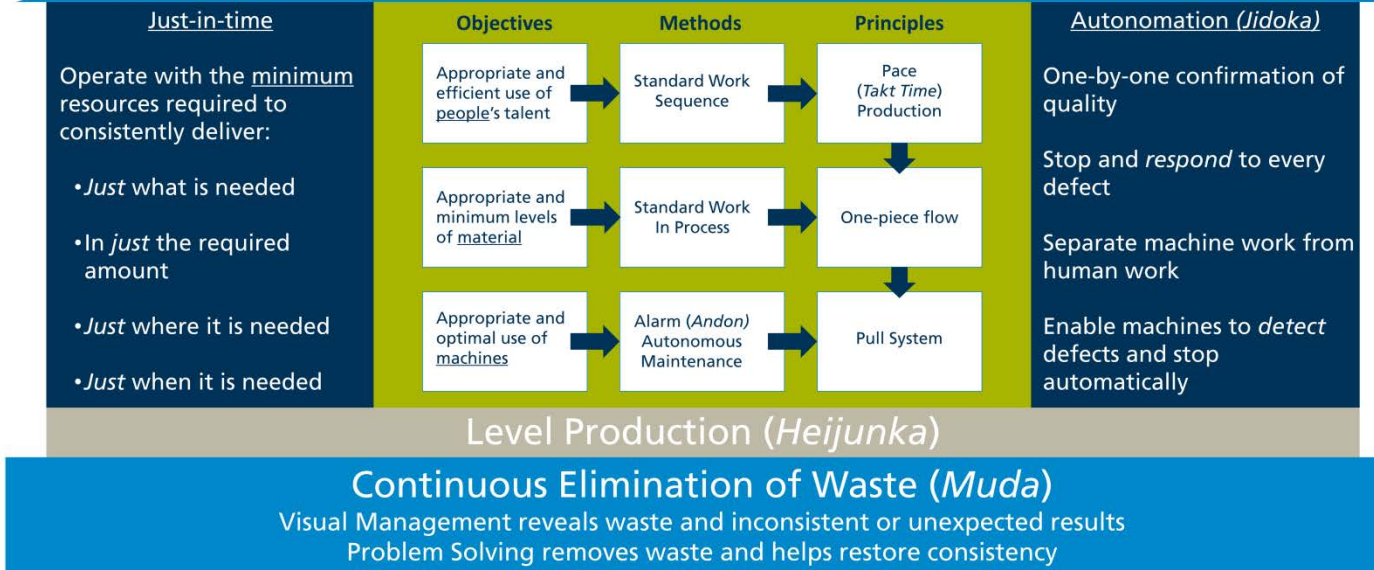 Just-in-time
Operate with the minimum
resources required to
consistently deliver:
•Just what is needed
•In just the required
amount
•Just where it is needed
•Just when it is needed
Objectives
Methods
Principles
Appropriate and
efficient use of
people's talent
Standard Work
Sequence
Pace
(Takt Time)
Production
Appropriate and
minimum levels
of material
Standard Work
In Process
One-piece flow
Appropriate and
optimal use of
machines
Alarm (Andon)
Autonomous
Maintenance
Pull System
Autonomation (Jidoka)
One-by-one confirmation of
quality
Stop and respond to every
defect
Separate machine work from
human work
Enable machines to detect
defects and stop
automatically
Level Production (Heijunka)
Continuous Elimination of Waste (Muda)
Visual Management reveals waste and inconsistent or unexpected results
Problem Solving removes waste and helps restore consistency